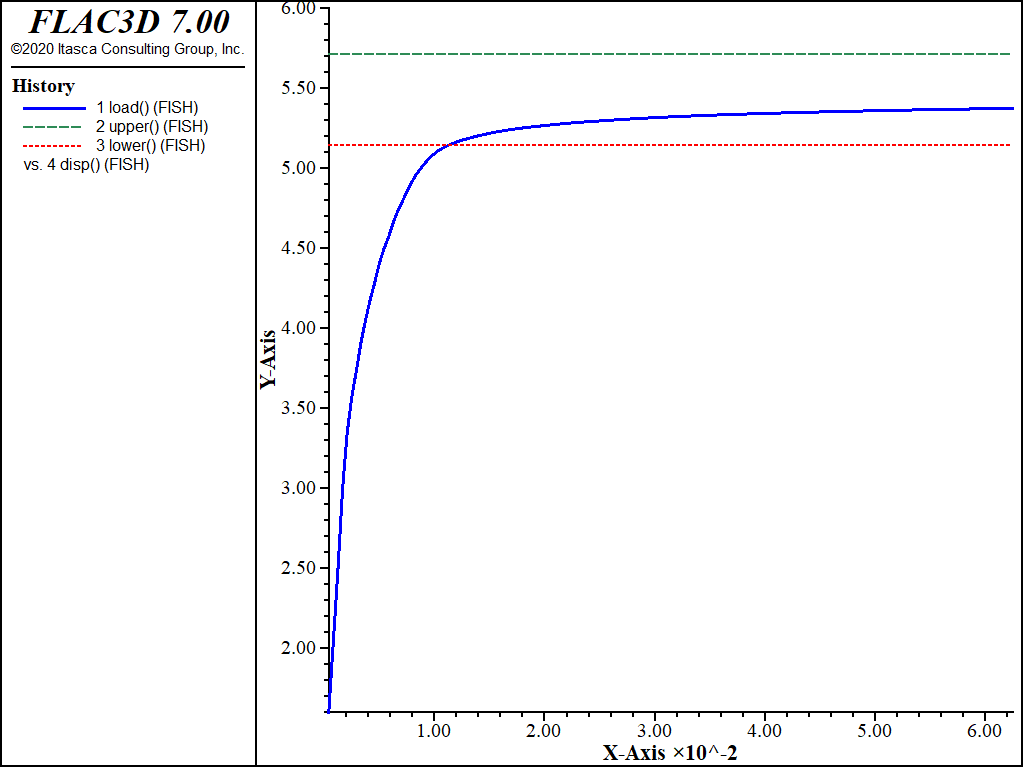 FLAC3D 7.00
©2020 Itasca Consulting Group, Inc.
History
1 load() (FISH)
2 upper() (FISH)
3 lower() (FISH)
vs. 4 disp() (FISH)
6.00
5.50
5.00
4.50
4.00
3.50
3.00
2.50
2.00
Y-Axis
1.00 2.00 3.00 4.00 5.00 6.00
X-Axis ×10^-2